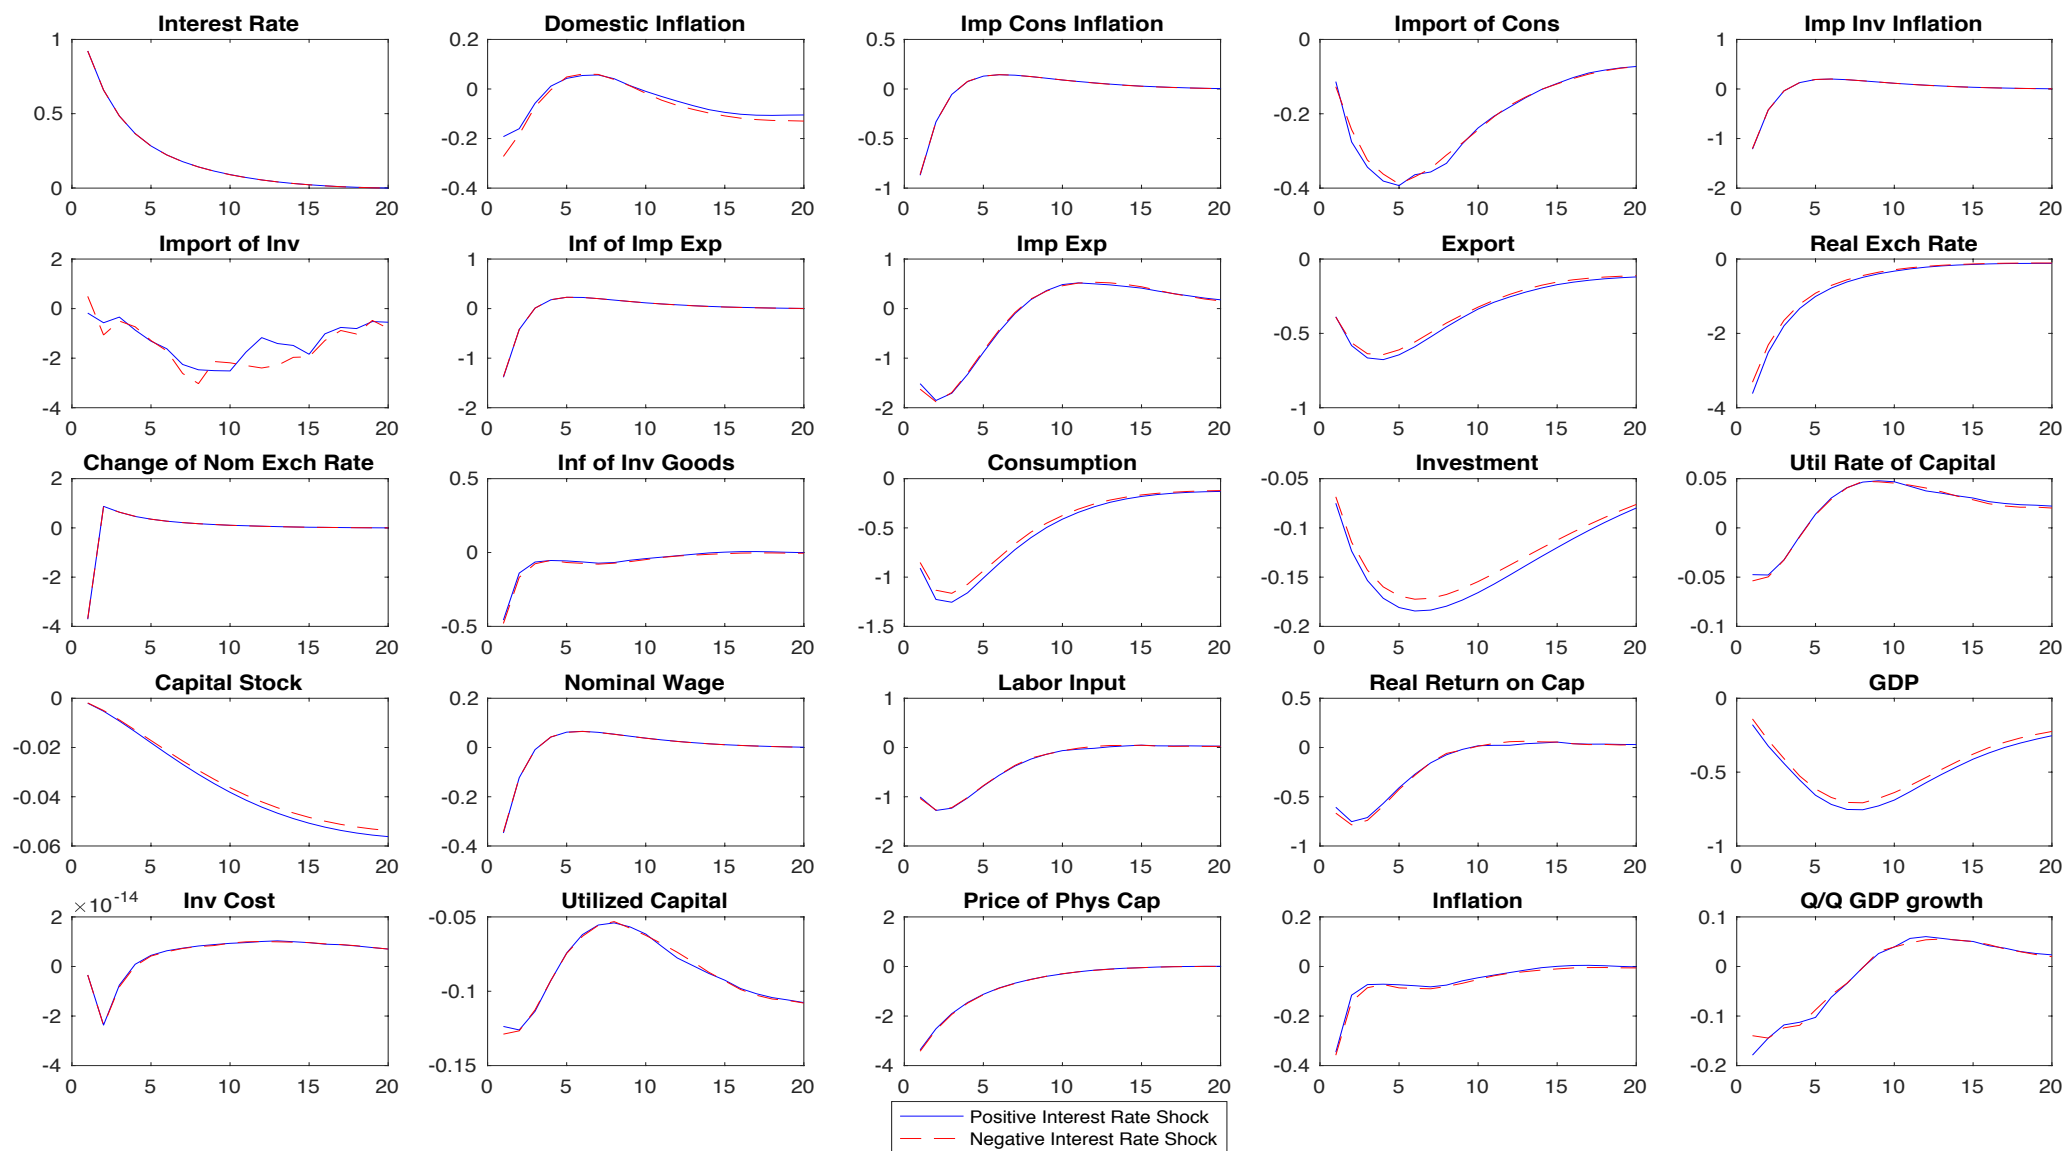 Interest Rate
1
0.5
0
0 5 10 15 20
Domestic Inflation
0.2
0
-0.2
-0.4
0 5 10 15 20
Imp Cons Inflation
0.5
0
-0.5
-1
0 5 10 15 20
Import of Cons
0
-0.2
-0.4
0 5 10 15 20
Imp Inv Inflation
1
0
-1
-2
0 5 10 15 20
Import of Inv
2
0
-2
-4
0 5 10 15 20
Inf of Imp Exp
1
0
-1
-2
0 5 10 15 20
Imp Exp
1
0
-1
-2
0 5 10 15 20
Export
0
-0.5
-1
0 5 10 15 20
Real Exch Rate
0
-2
-4
0 5 10 15 20
Change of Nom Exch Rate
2
0
-2
-4
0 5 10 15 20
Inf of Inv Goods
0.5
0
-0.5
0 5 10 15 20
Consumption
0
-0.5
-1
-1.5
0 5 10 15 20
Investment
-0.05
-0.1
-0.15
-0.2
0 5 10 15 20
Util Rate of Capital
0.05
0
-0.05
-0.1
0 5 10 15 20
Capital Stock
0
-0.02
-0.04
-0.06
0 5 10 15 20
Nominal Wage
0.2
0
-0.2
-0.4
0 5 10 15 20
Labor Input
1
0
-1
-2
0 5 10 15 20
Real Return on Cap
0.5
0
-0.5
-1
0 5 10 15 20
GDP
0
-0.5
-1
0 5 10 15 20
×10⁻¹⁴
Inv Cost
2
0
-2
-4
0 5 10 15 20
Utilized Capital
-0.05
-0.1
-0.15
0 5 10 15 20
Price of Phys Cap
2
0
-2
-4
0 5 10 15 20
Inflation
0.2
0
-0.2
-0.4
0 5 10 15 20
Q/Q GDP growth
0.1
0
-0.1
-0.2
0 5 10 15 20
Positive Interest Rate Shock
Negative Interest Rate Shock